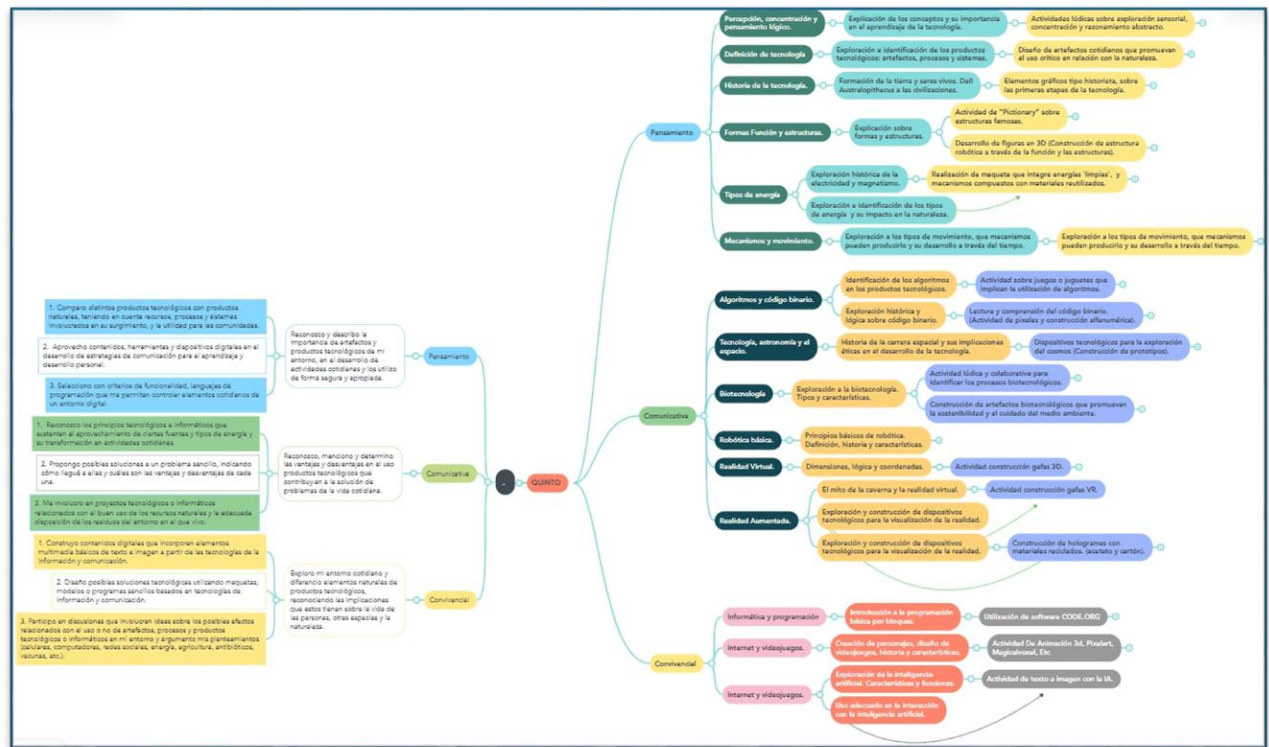 1. Comparo distintos productos tecnológicos con productos
naturales, teniendo en cuenta recursos, procesos y sistemas
involucrados en su surgimiento, y la utilidad para las comunidades.
2. Aprovecho contenidos, herramientas y dispositivos digitales en el
desarrollo de estrategias de comunicación para el aprendizaje y
desarrollo personal.
3. Selecciono con criterios de funcionalidad, lenguajes de
programación que me permitan controlar elementos cotidianos de
un entorno digital.
Reconozco y describo la
importancia de artefactos y
productos tecnológicos de mi
entorno, en el desarrollo de
actividades cotidianas y los utilizo
de forma segura y apropiada.
Pensamiento
1. Reconozco los principios tecnológicos e informáticos que
sustentan el aprovechamiento de ciertas fuentes y tipos de energía y
su transformación en actividades cotidianas.
2. Propongo posibles soluciones a un problema sencillo, indicando
cómo llegué a ellas y cuáles son las ventajas y desventajas de cada
una.
3. Me involucro en proyectos tecnológicos o informáticos
relacionados con el buen uso de los recursos naturales y la adecuada
disposición de los residuos del entorno en el que vivo.
Reconozco, menciono y determino
las ventajas y desventajas en el uso
productos tecnológicos que
contribuyen a la solución de
problemas de la vida cotidiana.
Comunicativa
1. Construyo contenidos digitales que incorporan elementos
multimedia básicos de texto e imagen a partir de las tecnologías de la
información y comunicación.
2. Diseño posibles soluciones tecnológicas utilizando maquetas,
modelos o programas sencillos basados en tecnologías de
información y comunicación.
3. Participo en discusiones que involucran ideas sobre los posibles efectos
relacionados con el uso o no de artefactos, procesos y productos
tecnológicos o informáticos en mi entorno y argumento mis planteamientos
(celulares, computadores, redes sociales, energía, agricultura, antibióticos,
vacunas, etc.).
Exploro mi entorno cotidiano y
diferencio elementos naturales de
productos tecnológicos,
reconociendo las implicaciones
que estos tienen sobre la vida de
las personas, otras especies y la
naturaleza.
Convivencial
QUINTO
Pensamiento
Percepción, concentración y
pensamiento lógico.
Explicación de los conceptos y su importancia
en el aprendizaje de la tecnología.
Actividades lúdicas sobre exploración sensorial,
concentración y razonamiento abstracto.
Definición de tecnología
Exploración e identificación de los productos
tecnológicos: artefactos, procesos y sistemas.
Diseño de artefactos cotidianos que promuevan
el uso crítico en relación con la naturaleza.
Historia de la tecnología.
Formación de la tierra y seres vivos. Dell
Australopithecus a las civilizaciones.
Elementos gráficos tipo historieta, sobre
las primeras etapas de la tecnología.
Formas Función y estructuras.
Explicación sobre
formas y estructuras.
Actividad de "Pictionary" sobre
estructuras famosas.
Desarrollo de figuras en 3D (Construcción de estructura
robótica a través de la función y las estructuras).
Tipos de energía
Exploración histórica de la
electricidad y magnetismo.
Realización de maqueta que integre energías 'limpias', y
mecanismos compuestos con materiales reutilizados.
Exploración e identificación de los tipos
de energía y su impacto en la naturaleza.
Mecanismos y movimiento.
Exploración a los tipos de movimiento, que mecanismos
pueden producirlo y su desarrollo a través del tiempo.
Exploración a los tipos de movimiento, que mecanismos
pueden producirlo y su desarrollo a través del tiempo.
Comunicativa
Algoritmos y código binario.
Identificación de los algoritmos
en los productos tecnológicos.
Actividad sobre juegos o juguetes que
implican la utilización de algoritmos.
Exploración histórica y
lógica sobre código binario.
Lectura y comprensión del código binario.
(Actividad de pixeles y construcción alfanumérica).
Tecnología, astronomía y el
espacio.
Historia de la carrera espacial y sus implicaciones
éticas en el desarrollo de la tecnología.
Dispositivos tecnológicos para la exploración
del cosmos (Construcción de prototipos).
Biotecnología
Exploración a la biotecnología.
Tipos y características.
Actividad lúdica y colaborativa para
identificar los procesos biotecnológicos.
Construcción de artefactos biotecnológicos que promuevan
la sostenibilidad y el cuidado del medio ambiente.
Robótica básica.
Principios básicos de robótica.
Definición, historia y características.
Realidad Virtual.
Dimensiones, lógica y coordenadas.
Actividad construcción gafas 3D.
Realidad Aumentada.
El mito de la caverna y la realidad virtual.
Actividad construcción gafas VR.
Exploración y construcción de dispositivos
tecnológicos para la visualización de la realidad.
Exploración y construcción de dispositivos
tecnológicos para la visualización de la realidad.
Construcción de hologramas con
materiales reciclados. (acetato y cartón).
Convivencial
Informática y programación
Introducción a la programación
básica por bloques.
Utilización de software CODE.ORG
Internet y videojuegos.
Creación de personajes, diseño de
videojuegos, historia y características.
Actividad De Animación 3d, Pixelart,
Magicalvoxel, Etc
Internet y videojuegos.
Exploración de la inteligencia
artificial. Características y funciones.
Actividad de texto a imagen con la IA.
Uso adecuado en la interacción
con la inteligencia artificial.